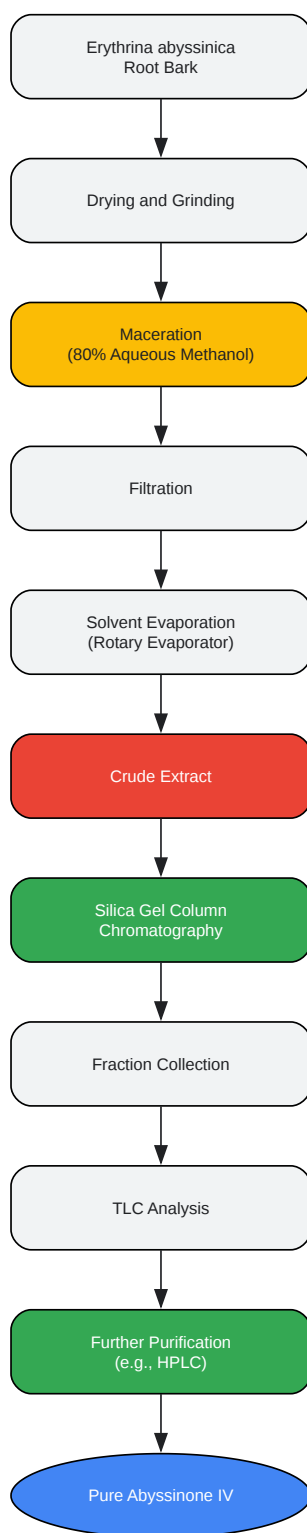 Erythrina abyssinica
Root Bark
Drying and Grinding
Maceration
(80% Aqueous Methanol)
Filtration
Solvent Evaporation
(Rotary Evaporator)
Crude Extract
Silica Gel Column
Chromatography
Fraction Collection
TLC Analysis
Further Purification
(e.g., HPLC)
Pure Abyssinone IV